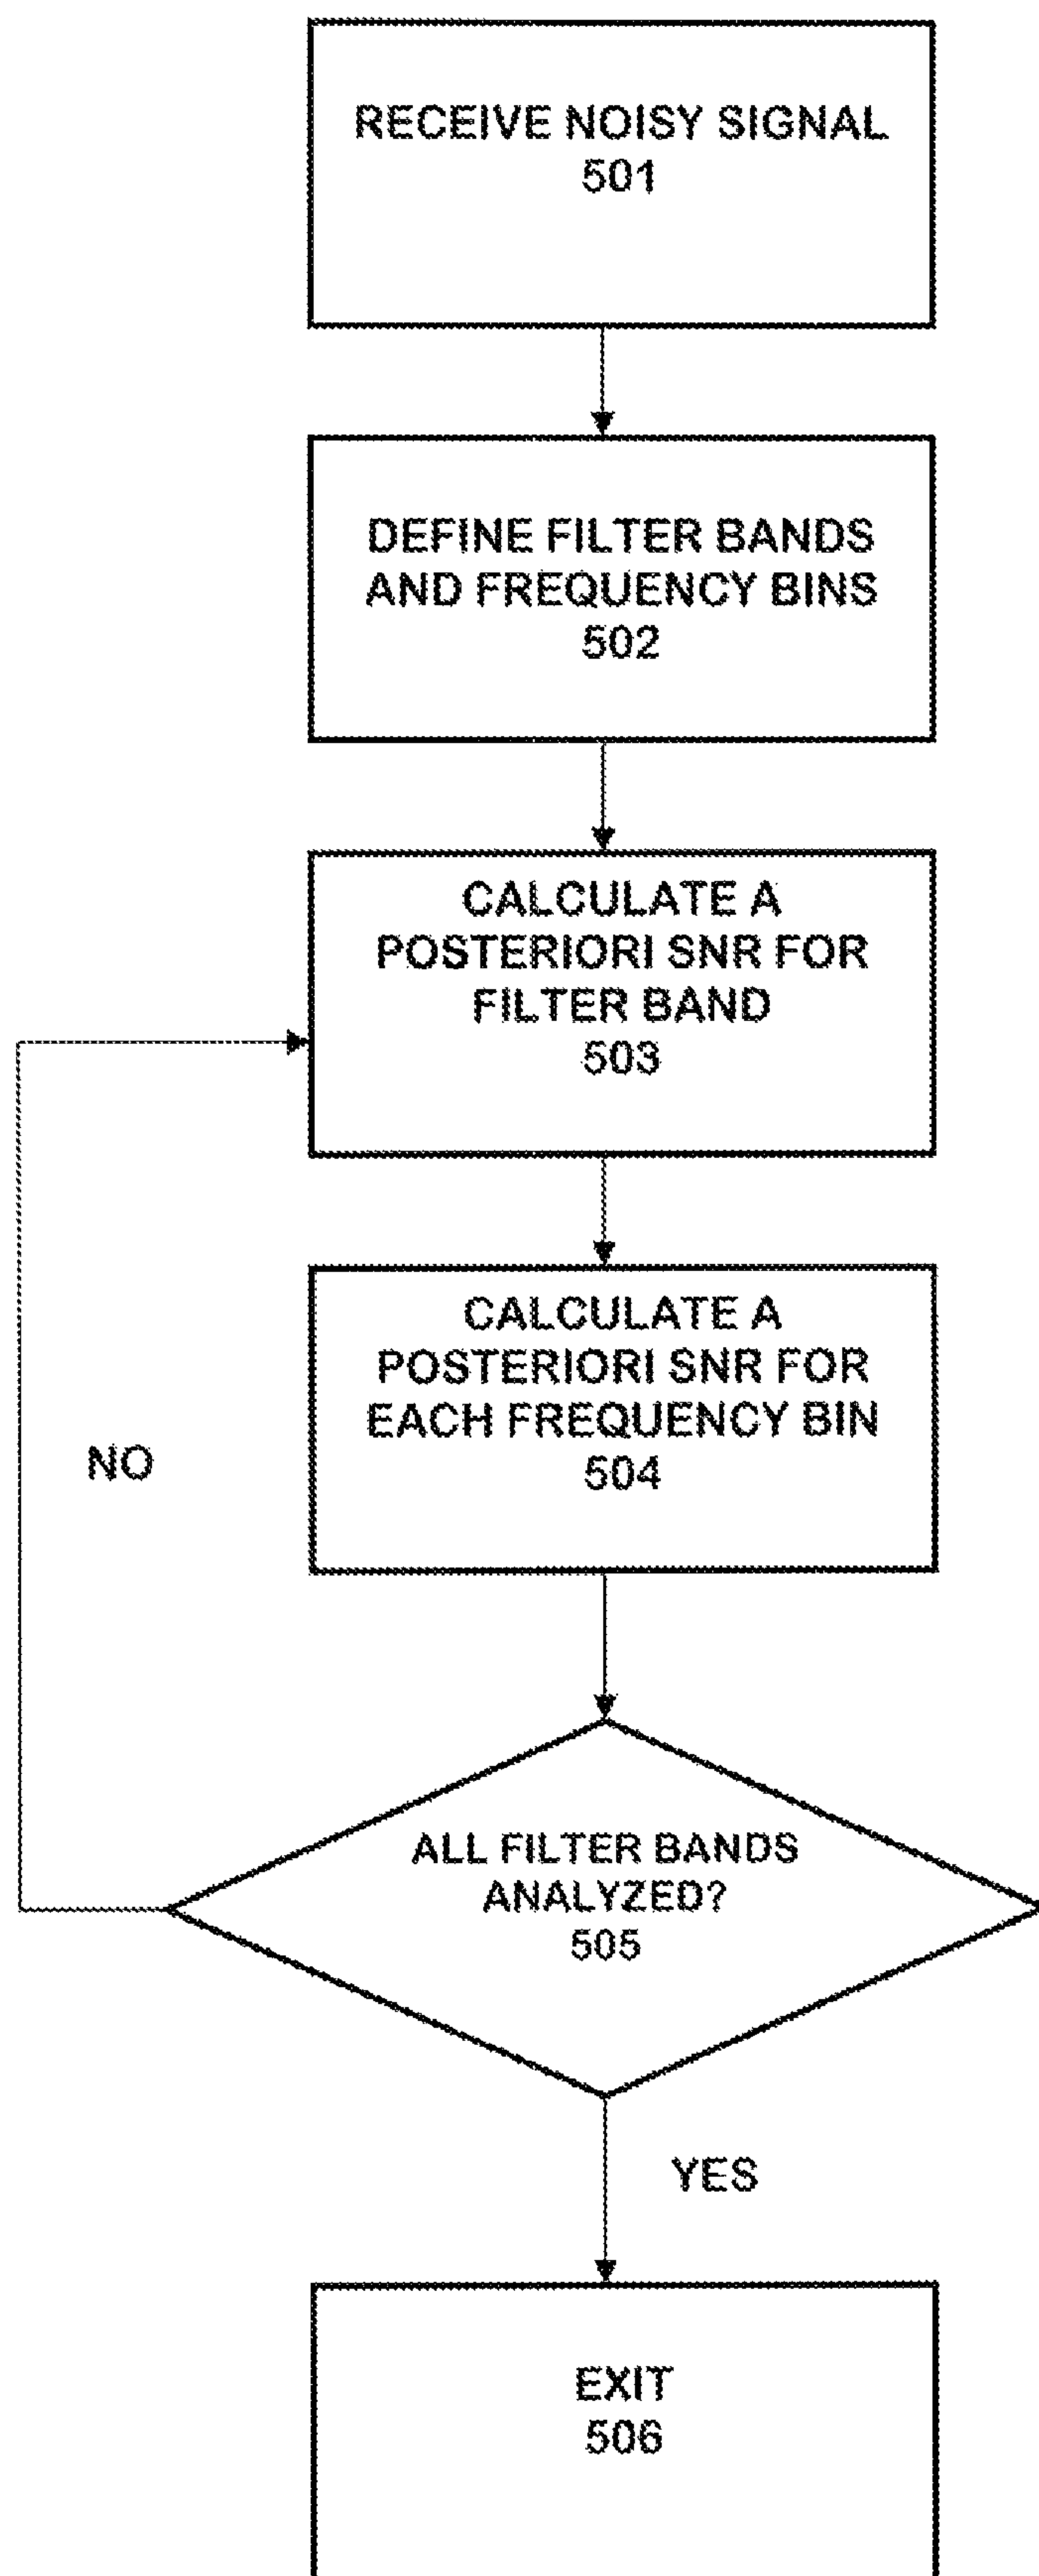 RECEIVE NOISY SIGNAL
501
DEFINE FILTER BANDS
AND FREQUENCY BINS
502
CALCULATE A
POSTERIORI SNR FOR
FILTER BAND
503
CALCULATE A
POSTERIORI SNR FOR
EACH FREQUENCY BIN
504
NO
ALL FILTER BANDS
ANALYZED?
505
YES
EXIT
506